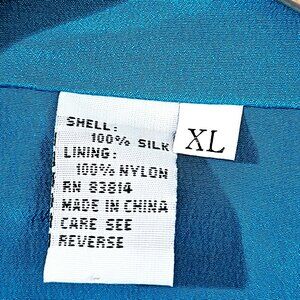 SHELL:
100% SILK
LINING:
100% NYLON
RN 83814
MADE IN CHINA
CARE SEE
REVERSE
XL